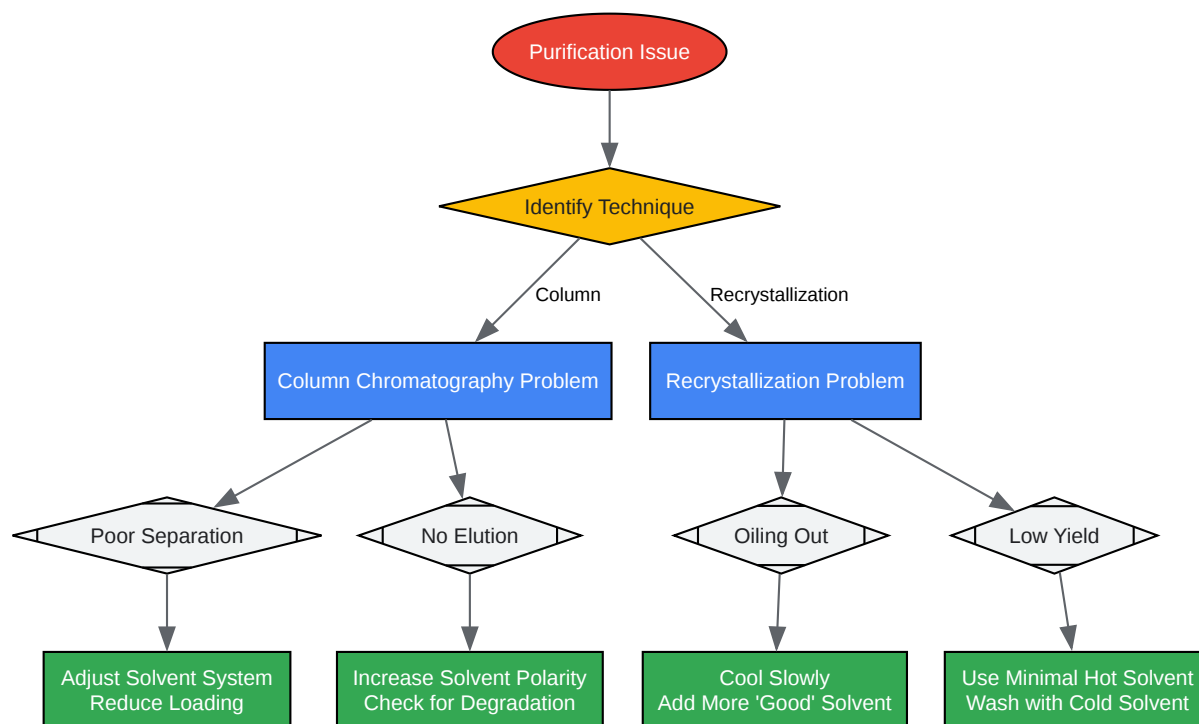 Purification Issue
Identify Technique
Column
Recrystallization
Column Chromatography Problem
Recrystallization Problem
Poor Separation
No Elution
Oiling Out
Low Yield
Adjust Solvent System
Reduce Loading
Increase Solvent Polarity
Check for Degradation
Cool Slowly
Add More 'Good' Solvent
Use Minimal Hot Solvent
Wash with Cold Solvent